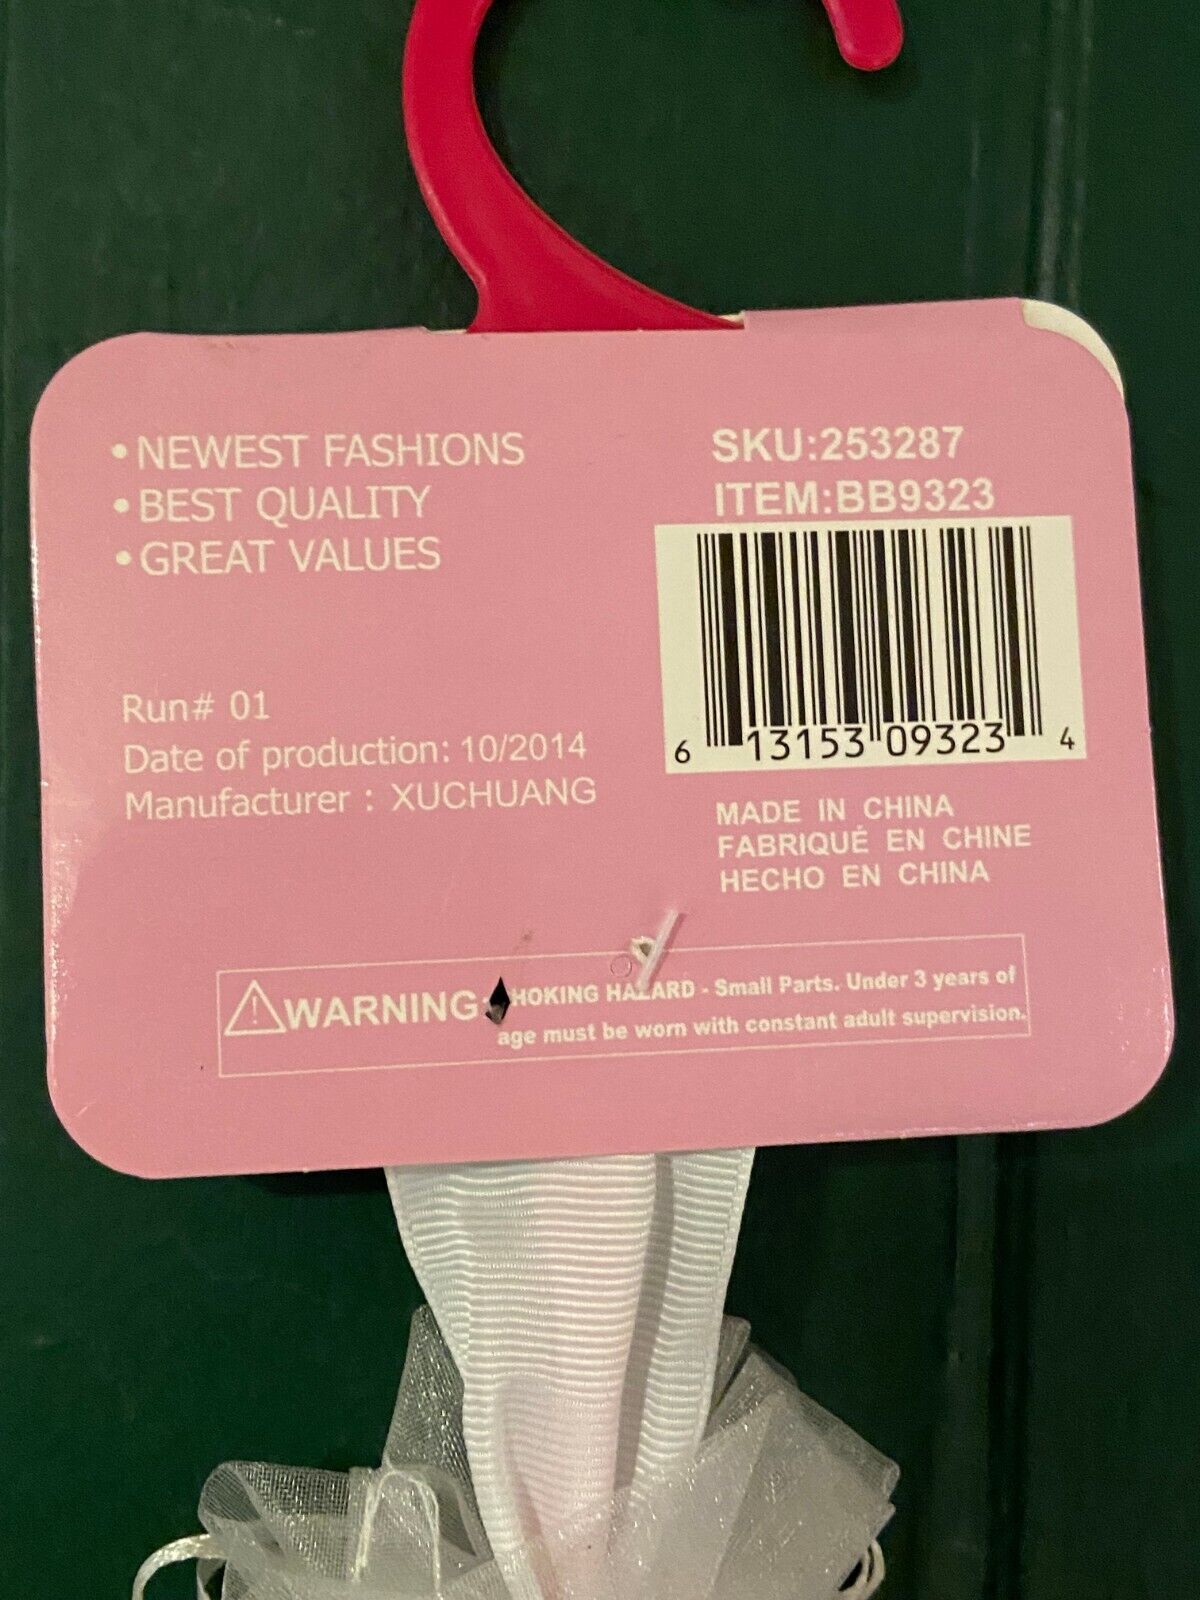 • NEWEST FASHIONS
• BEST QUALITY
• GREAT VALUES
SKU:253287
ITEM:BB9323
6 13153 09323 4
Run# 01
Date of production: 10/2014
Manufacturer : XUCHUANG
MADE IN CHINA
FABRIQUÉ EN CHINE
HECHO EN CHINA
WARNING: HOKING HAZARD - Small Parts. Under 3 years of
age must be worn with constant adult supervision.